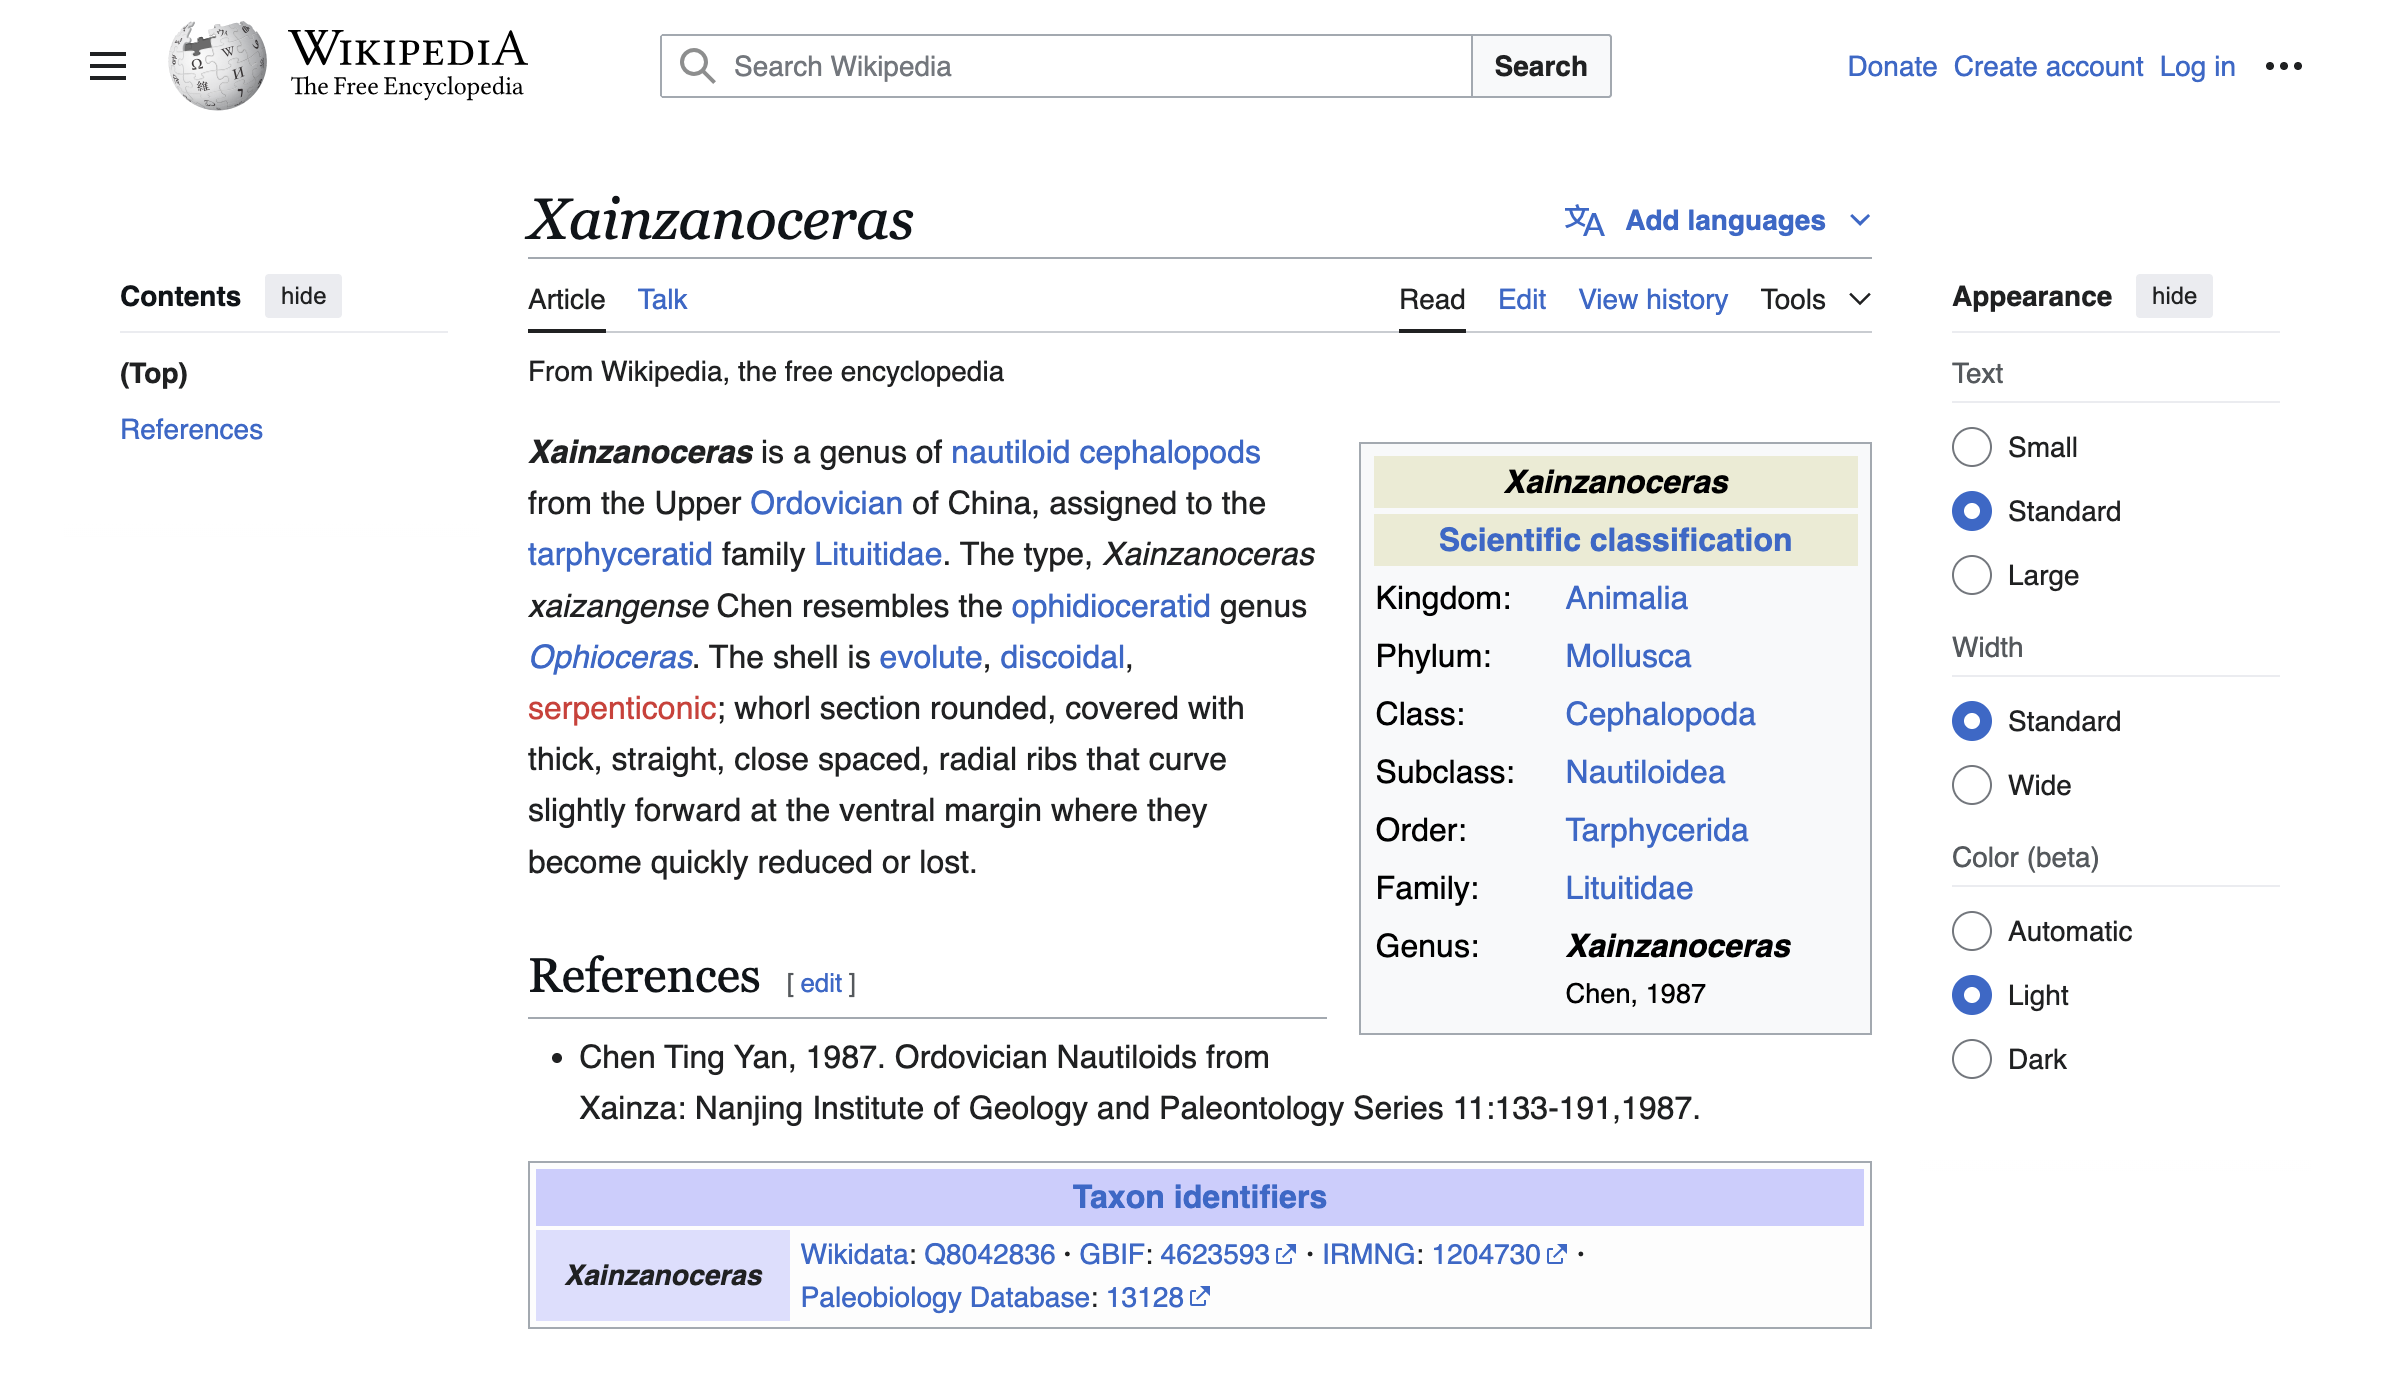 WIKIPEDIA
The Free Encyclopedia
Search Wikipedia
Search
Donate Create account Log in
Xainzanoceras
Add languages
Contents hide
(Top)
References
Article Talk
Read Edit View history Tools
From Wikipedia, the free encyclopedia
Xainzanoceras is a genus of nautiloid cephalopods
from the Upper Ordovician of China, assigned to the
tarphyceratid family Lituitidae. The type, Xainzanoceras
xaizangense Chen resembles the ophidioceratid genus
Ophioceras. The shell is evolute, discoidal,
serpenticonic; whorl section rounded, covered with
thick, straight, close spaced, radial ribs that curve
slightly forward at the ventral margin where they
become quickly reduced or lost.
Xainzanoceras
Scientific classification
Kingdom: Animalia
Phylum: Mollusca
Class: Cephalopoda
Subclass: Nautiloidea
Order: Tarphycerida
Family: Lituitidae
Genus: Xainzanoceras
Chen, 1987
References [ edit ]
• Chen Ting Yan, 1987. Ordovician Nautiloids from
Xainza: Nanjing Institute of Geology and Paleontology Series 11:133-191,1987.
Taxon identifiers
Xainzanoceras
Wikidata: Q8042836 · GBIF: 4623593 · IRMNG: 1204730 ·
Paleobiology Database: 13128
Appearance hide
Text
Small
Standard
Large
Width
Standard
Wide
Color (beta)
Automatic
Light
Dark